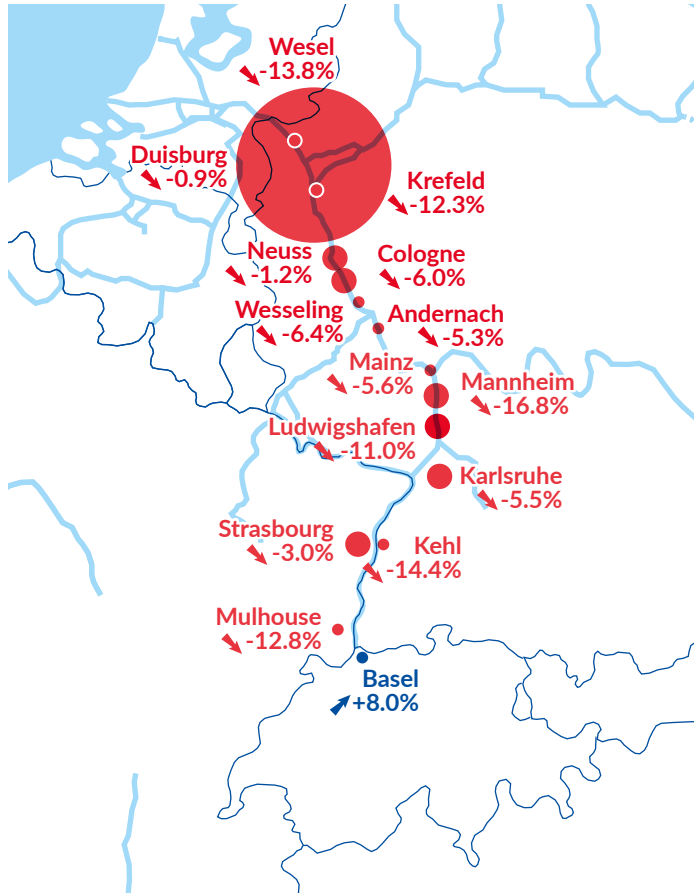 Wesel
-13.8%
Duisburg
-0.9%
Krefeld
-12.3%
Neuss
-1.2%
Cologne
-6.0%
Wesseling
-6.4%
Andernach
-5.3%
Mainz
-5.6%
Mannheim
-16.8%
Ludwigshafen
-11.0%
Karlsruhe
-5.5%
Strasbourg
-3.0%
Kehl
-14.4%
Mulhouse
-12.8%
Basel
+8.0%